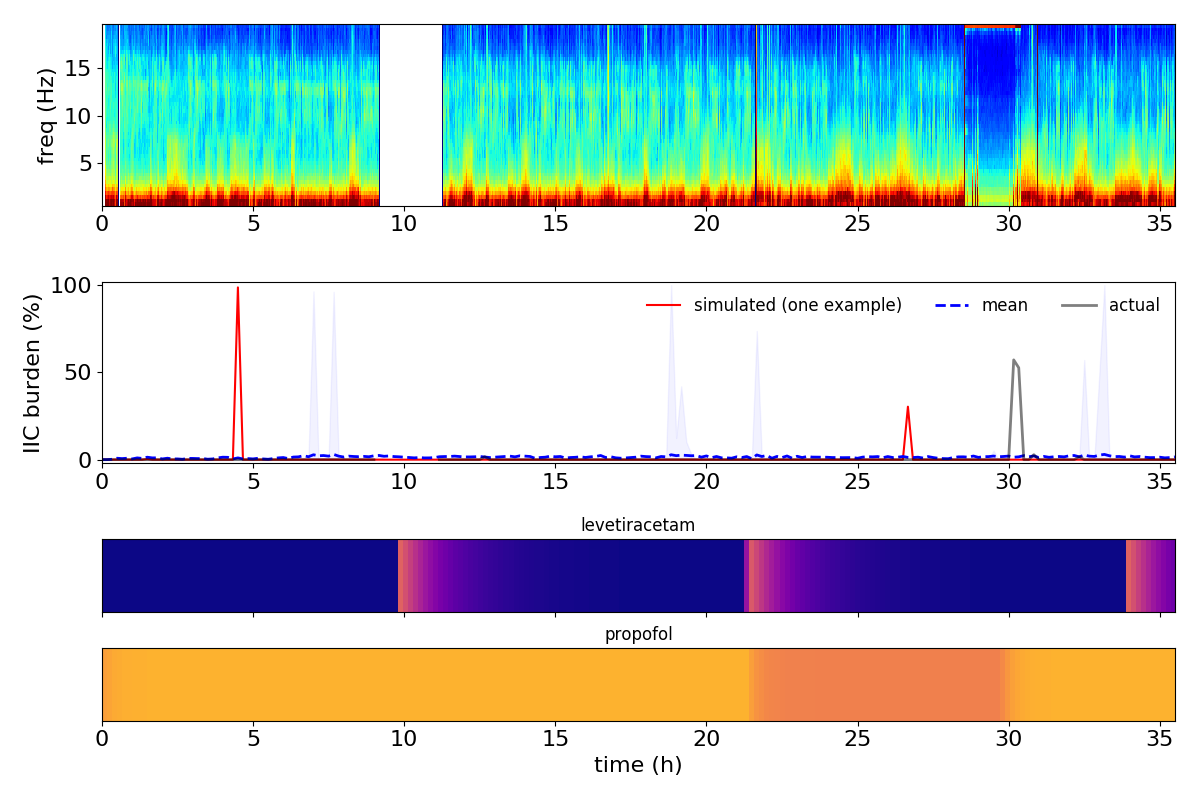 15
10
5
freq (Hz)
0 5 10 15 20 25 30 35
100
50
0
IIC burden (%)
simulated (one example) mean actual
0 5 10 15 20 25 30 35
levetiracetam
propofol
0 5 10 15 20 25 30 35
time (h)